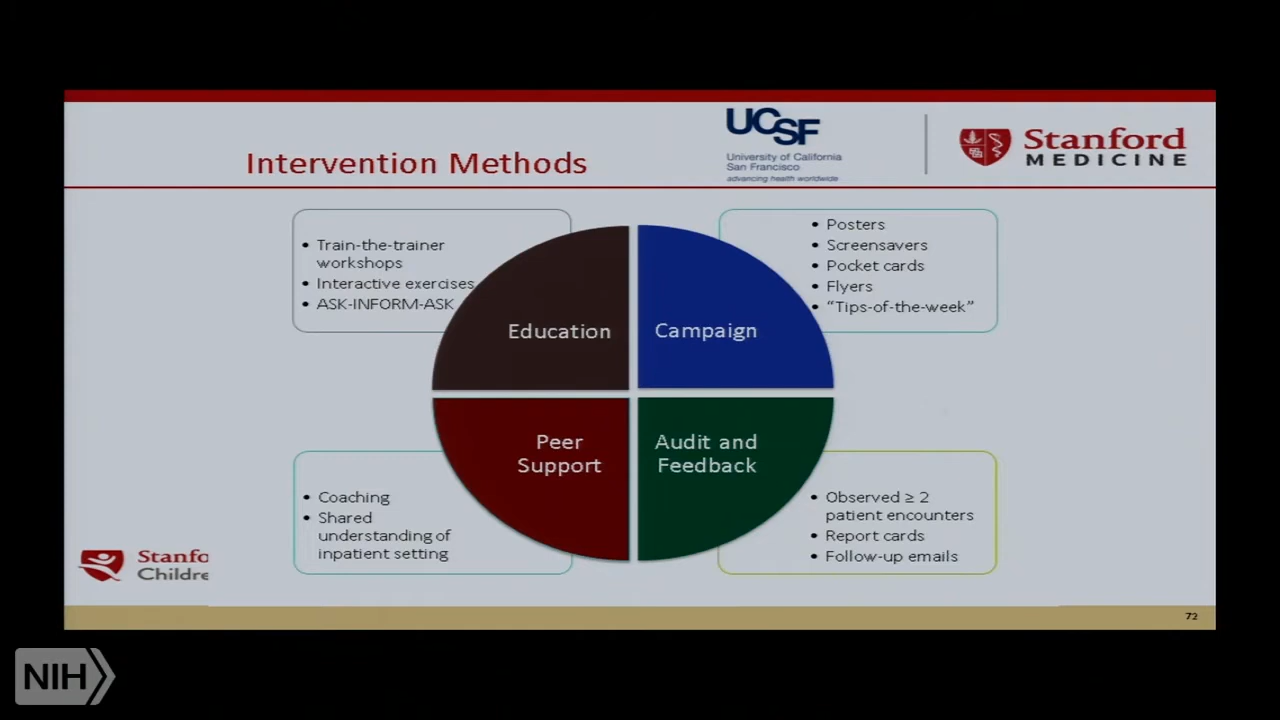 UCSF
University of California
San Francisco
advancing health worldwide
Stanford
MEDICINE
Intervention Methods
• Train-the-trainer
workshops
• Interactive exercises
• ASK-INFORM-ASK
Education
Campaign
• Posters
• Screensavers
• Pocket cards
• Flyers
• “Tips-of-the-week”
Peer
Support
• Coaching
• Shared
understanding of
inpatient setting
Audit and
Feedback
• Observed ≥ 2
patient encounters
• Report cards
• Follow-up emails
Stanfo
Childre
72
NIH